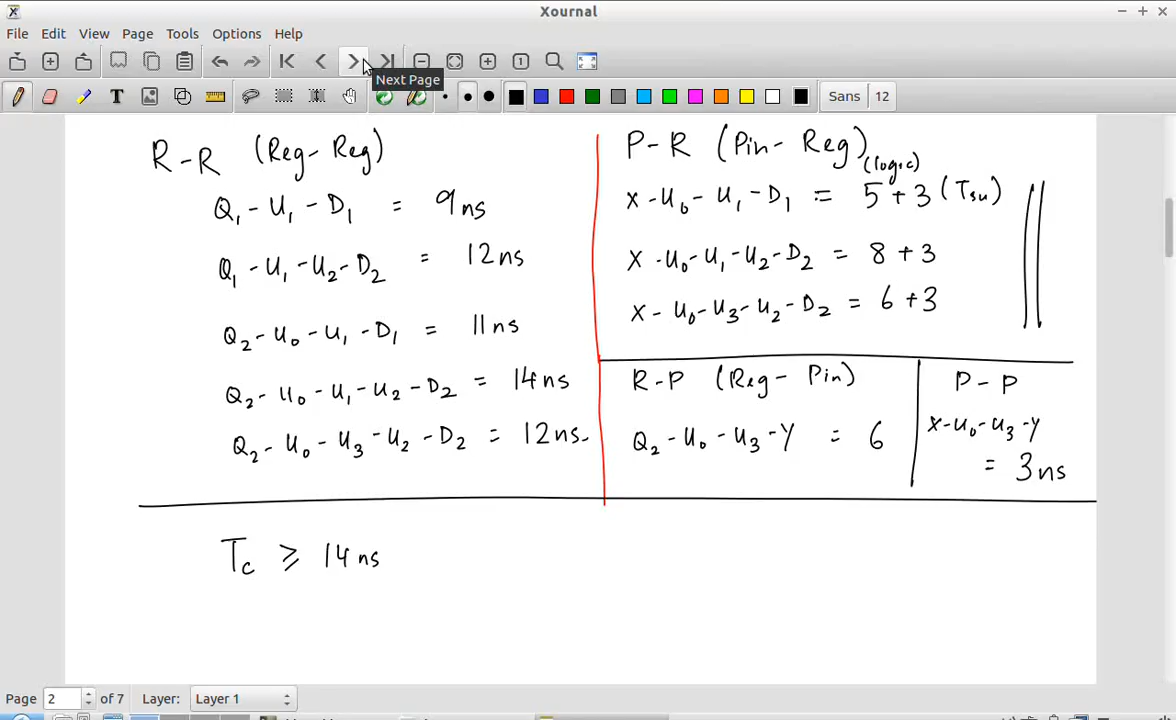 Xournal
File Edit View Page Tools Options Help
Next Page
Sans 12
R-R (Reg-Reg)
Q1 - U1 - D1 = 9ns
Q1 - U1 - U2 - D2 = 12ns
Q2 - U0 - U1 - D1 = 11ns
Q2 - U0 - U1 - U2 - D2 = 14ns
Q2 - U0 - U3 - U2 - D2 = 12ns.
P-R (Pin-Reg)
(logic)
X - U0 - U1 - D1 = 5+3 (Tsu)
X - U0 - U1 - U2 - D2 = 8+3
X - U0 - U3 - U2 - D2 = 6+3
R-P (Reg-Pin)
Q2 - U0 - U3 - Y = 6
P-P
X-U0-U3-Y
= 3ns
Tc ≥ 14ns
Page 2 of 7 Layer: Layer 1